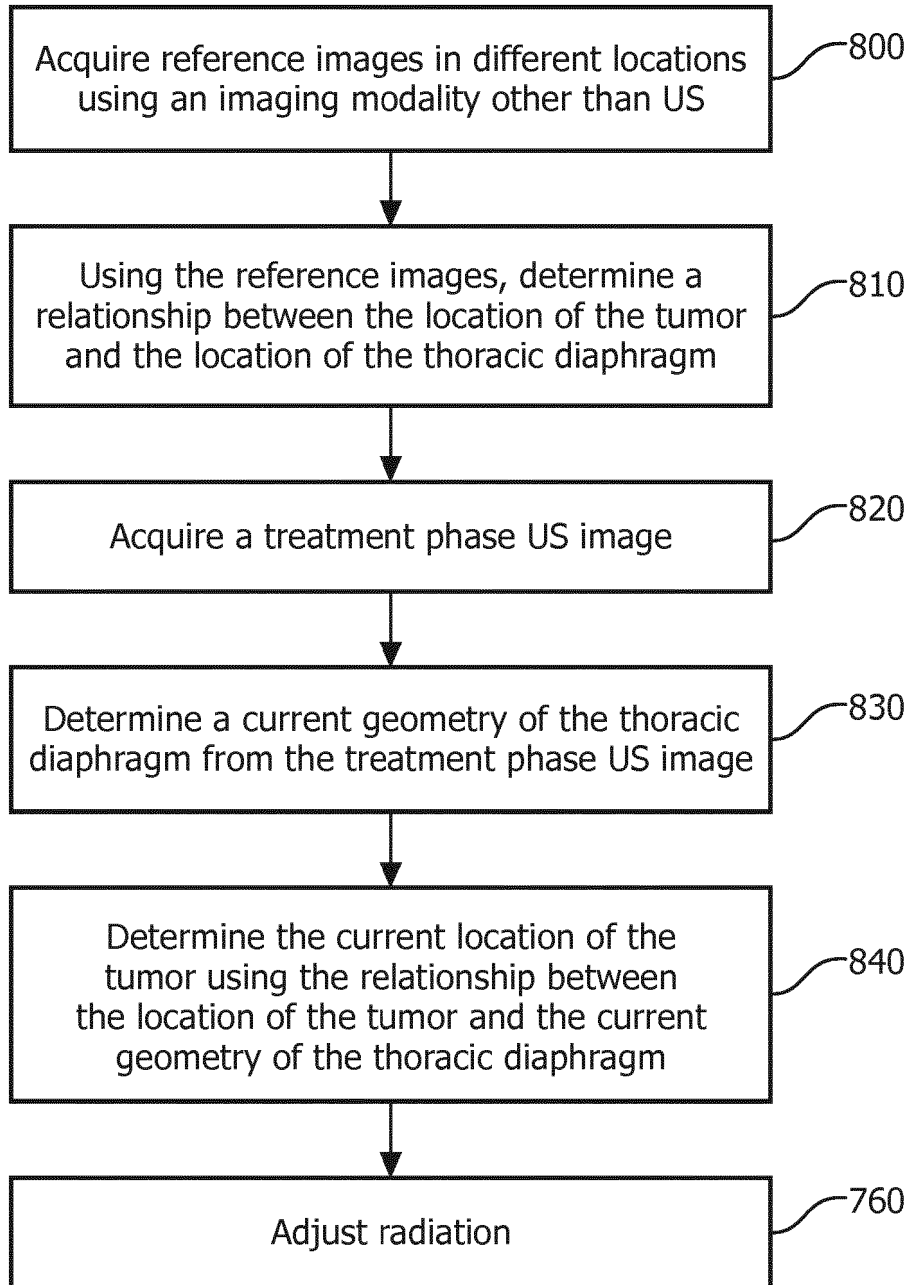 Acquire reference images in different locations
using an imaging modality other than US
800
Using the reference images, determine a
relationship between the location of the tumor
and the location of the thoracic diaphragm
810
Acquire a treatment phase US image
820
Determine a current geometry of the thoracic
diaphragm from the treatment phase US image
830
Determine the current location of the
tumor using the relationship between
the location of the tumor and the current
geometry of the thoracic diaphragm
840
Adjust radiation
760